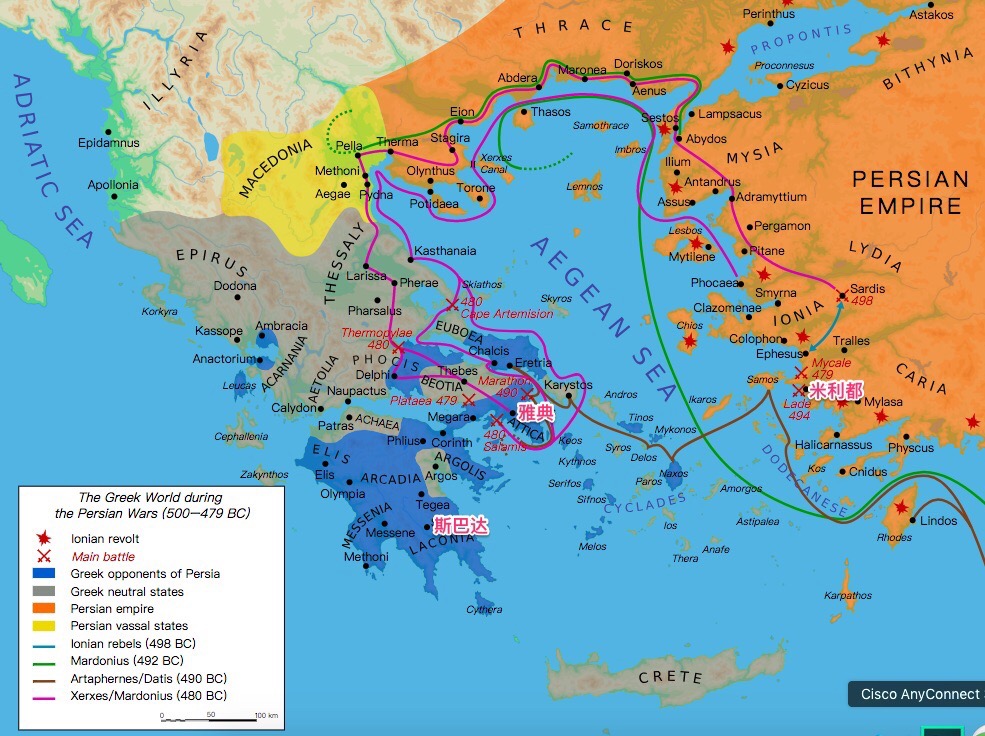 THRACE
Perinthus
Astakos
PROPONTIS
BITHYNIA
ILLYRIA
Abdera
Maronea
Doriskos
Aenus
Proconnesus
Cyzicus
ADRIATIC SEA
Epidamnus
Apollonia
MACEDONIA
Pella
Therma
Eion
Stagira
Thasos
Samothrace
Sestos
Lampsacus
Abydos
Imbros
MYSIA
Methoni
Aegae
Pydna
Olynthus
Potidaea
Torone
Xerxes
Canal
Lemnos
Ilium
Antandrus
Assus
Adramyttium
PERSIAN
EMPIRE
EPIRUS
Dodona
THESSALY
Kasthanaia
AEGEAN SEA
Lesbos
Mytilene
Pergamon
Pitane
LYDIA
Korkyra
Larissa
Pherae
Pharsalus
Skiathos
480
Cape Artemision
Skyros
Phocaea
Smyrna
Clazomenae
Sardis
498
IONIA
Kassope
Ambracia
Anactorium
Leucas
ACARNANIA
AETOLIA
Thermopylae
480
PHOCIS
Delphi
EUBOEA
Chalcis
Eretria
Chios
Colophon
Ephesus
Tralles
Mycale
479
CARIA
Naupactus
Calydon
Patras
ACHAEA
BEOTIA
Thebes
Plataea 479
Marathon
490
Karystos
Andros
Samos
Ikaros
米利都
Lade
494
Mylasa
Cephallenia
Megara
雅典
ATTICA
480
Salamis
Keos
Tinos
Mykonos
Syros
Delos
Halicarnassus
Physcus
Zakynthos
ELIS
Elis
Olympia
Phlius
Corinth
ARCADIA
ARGOLIS
Argos
Tegea
Kythnos
Serifos
Sifnos
Paros
Naxos
CYCLADES
Amorgos
DODECANESE
Kos
Cnidus
MESSENIA
Messene
Methoni
斯巴达
LACONIA
Melos
Ios
Thera
Anafe
Astipalea
Rhodes
Lindos
Cythera
Karpathos
CRETE
The Greek World during
the Persian Wars (500—479 BC)
Ionian revolt
Main battle
Greek opponents of Persia
Greek neutral states
Persian empire
Persian vassal states
Ionian rebels (498 BC)
Mardonius (492 BC)
Artaphernes/Datis (490 BC)
Xerxes/Mardonius (480 BC)
0 50 100 km
Cisco AnyConnect